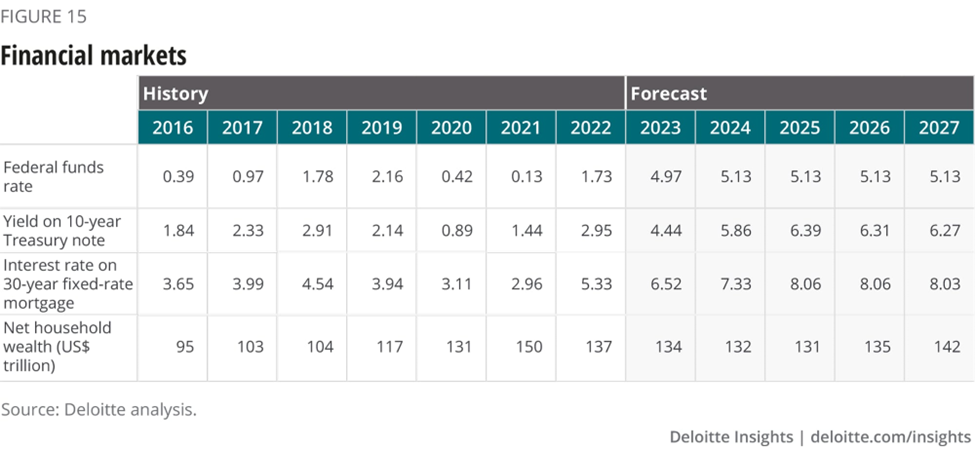 FIGURE 15
Financial markets
History Forecast
2016 2017 2018 2019 2020 2021 2022 2023 2024 2025 2026 2027
Federal funds
rate
0.39 0.97 1.78 2.16 0.42 0.13 1.73 4.97 5.13 5.13 5.13 5.13
Yield on 10-year
Treasury note
1.84 2.33 2.91 2.14 0.89 1.44 2.95 4.44 5.86 6.39 6.31 6.27
Interest rate on
30-year fixed-rate
mortgage
3.65 3.99 4.54 3.94 3.11 2.96 5.33 6.52 7.33 8.06 8.06 8.03
Net household
wealth (US$
trillion)
95 103 104 117 131 150 137 134 132 131 135 142
Source: Deloitte analysis.
Deloitte Insights | deloitte.com/insights